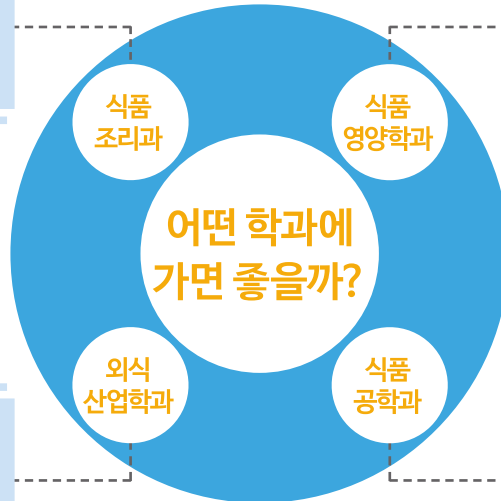 식품
조리과
식품
영양학과
어떤 학과에
가면 좋을까?
외식
산업학과
식품
공학과